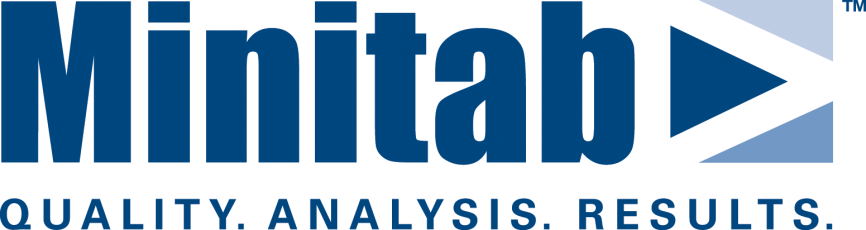 Minitab™
QUALITY. ANALYSIS. RESULTS.